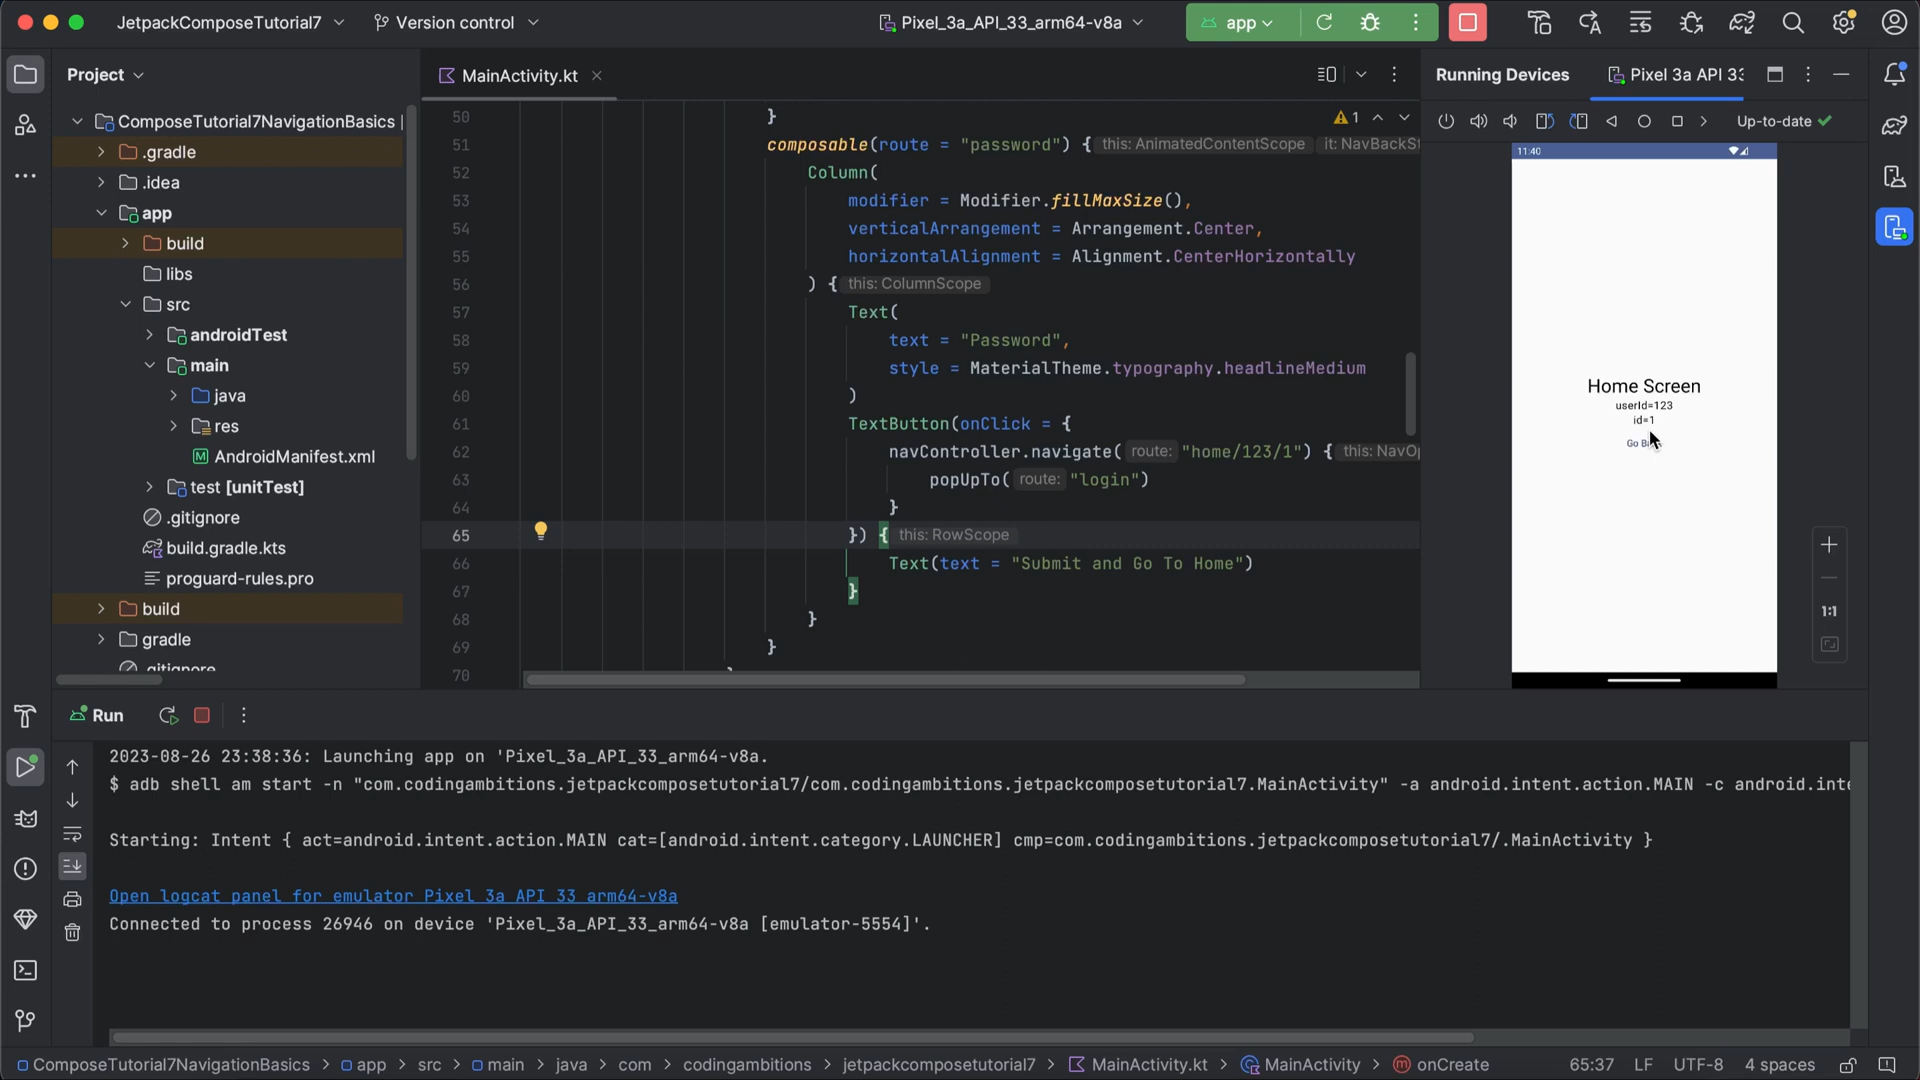 JetpackComposeTutorial7
Version control
Pixel_3a_API_33_arm64-v8a
app
Project
MainActivity.kt
Running Devices
Pixel 3a API 33
Up-to-date
ComposeTutorial7NavigationBasics
.gradle
.idea
app
build
libs
src
androidTest
main
java
res
AndroidManifest.xml
test [unitTest]
.gitignore
build.gradle.kts
proguard-rules.pro
build
gradle
.gitignore
1
50 }
51 composable(route = "password") { this: AnimatedContentScope it: NavBackSt
52 Column(
53 modifier = Modifier.fillMaxSize(),
54 verticalArrangement = Arrangement.Center,
55 horizontalAlignment = Alignment.CenterHorizontally
56 ) { this: ColumnScope
57 Text(
58 text = "Password",
59 style = MaterialTheme.typography.headlineMedium
60 )
61 TextButton(onClick = {
62 navController.navigate( route: "home/123/1") { this: NavOp
63 popUpTo( route: "login")
64 }
65 }) { this: RowScope
66 Text(text = "Submit and Go To Home")
67 }
68 }
69 }
70
11:40
Home Screen
userId=123
id=1
Go
1:1
Run
2023-08-26 23:38:36: Launching app on 'Pixel_3a_API_33_arm64-v8a.
$ adb shell am start -n "com.codingambitions.jetpackcomposetutorial7/com.codingambitions.jetpackcomposetutorial7.MainActivity" -a android.intent.action.MAIN -c android.inte
Starting: Intent { act=android.intent.action.MAIN cat=[android.intent.category.LAUNCHER] cmp=com.codingambitions.jetpackcomposetutorial7/.MainActivity }
Open logcat panel for emulator Pixel 3a API 33 arm64-v8a
Connected to process 26946 on device 'Pixel_3a_API_33_arm64-v8a [emulator-5554]'.
ComposeTutorial7NavigationBasics > app > src > main > java > com > codingambitions > jetpackcomposetutorial7 > MainActivity.kt > MainActivity > onCreate
65:37 LF UTF-8 4 spaces